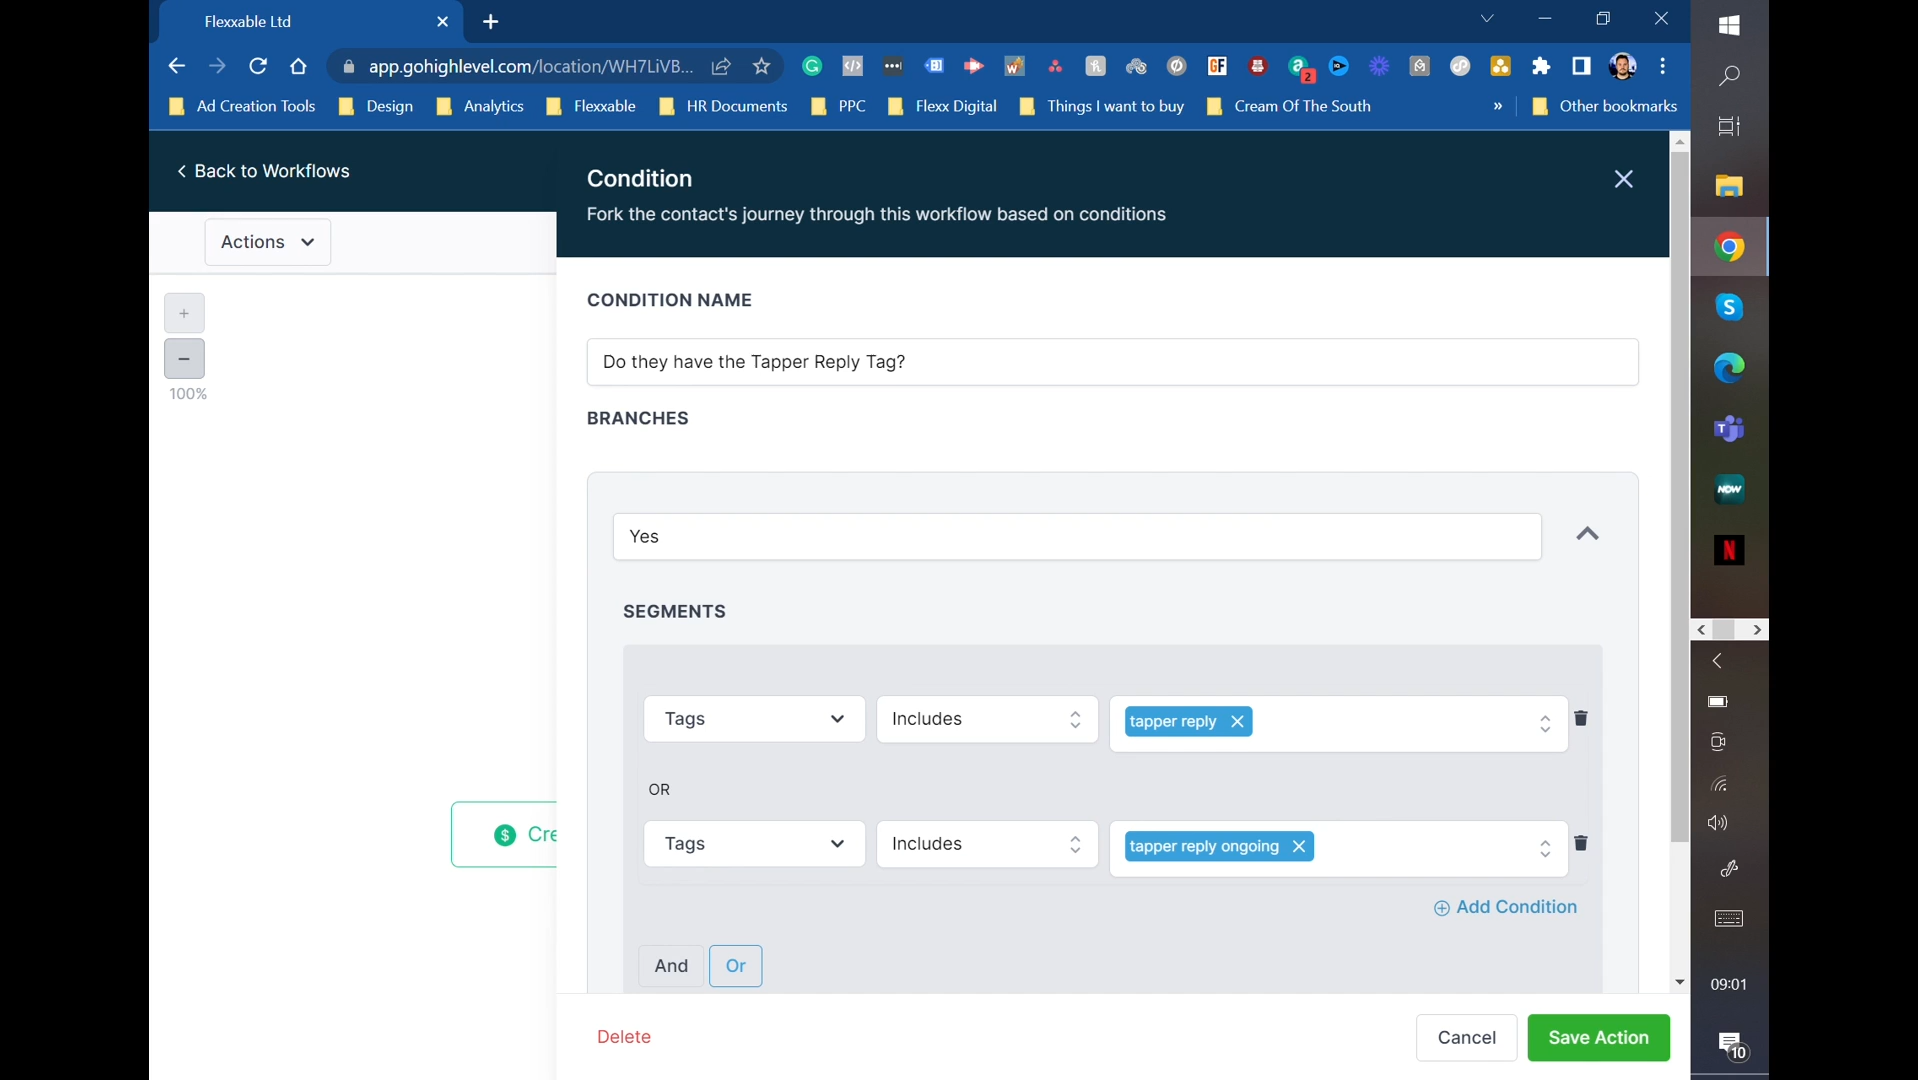 Flexxable Ltd
app.gohighlevel.com/location/WH7LiVB...
2
Ad Creation Tools
Design
Analytics
Flexxable
HR Documents
PPC
Flexx Digital
Things I want to buy
Cream Of The South
»
Other bookmarks
Back to Workflows
Condition
Fork the contact's journey through this workflow based on conditions
Actions
100%
CONDITION NAME
Do they have the Tapper Reply Tag?
BRANCHES
Yes
SEGMENTS
Tags
Includes
tapper reply
OR
Tags
Includes
tapper reply ongoing
Add Condition
And
Or
$ Cre
Delete
Cancel
Save Action
NOW
09:01
10